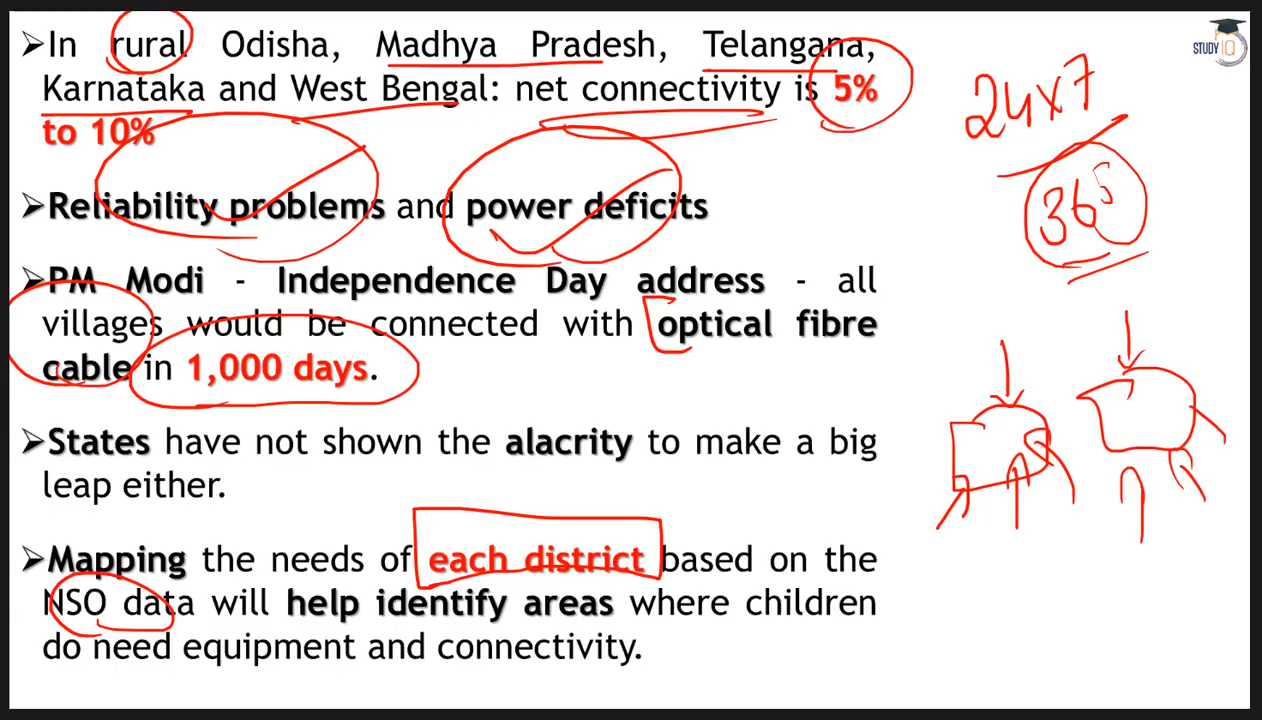 ➢In rural Odisha, Madhya Pradesh, Telangana,
Karnataka and West Bengal: net connectivity is 5%
to 10%
➢Reliability problems and power deficits
➢PM Modi - Independence Day address - all
villages would be connected with optical fibre
cable in 1,000 days.
➢States have not shown the alacrity to make a big
leap either.
➢Mapping the needs of each district based on the
NSO data will help identify areas where children
do need equipment and connectivity.
STUDY IQ
24x7
365